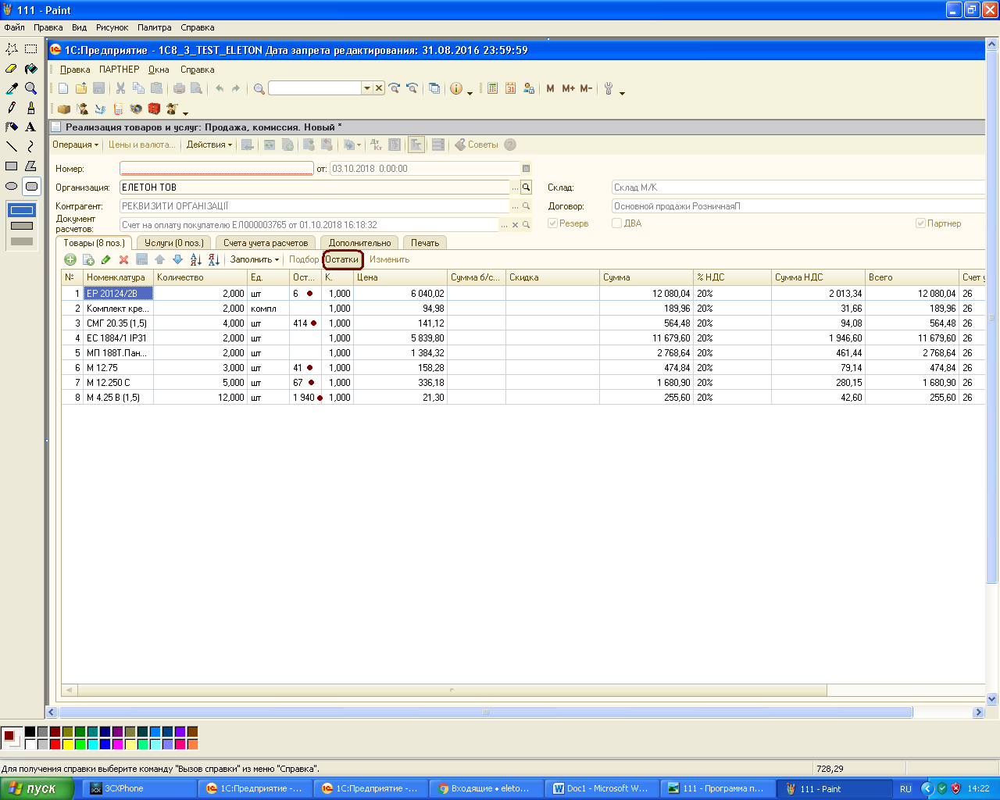 111 - Paint
Файл Правка Вид Рисунок Палитра Справка
1С:Предприятие - 1C8_3_TEST_ELETON Дата запрета редактирования: 31.08.2016 23:59:59
Правка ПАРТНЕР Окна Справка
M M+ M-
Реализация товаров и услуг: Продажа, комиссия. Новый *
Операция Цены и валюта... Действия Дт Кт Советы
Номер: от: 03.10.2018 0:00:00
Организация: ЕЛЕТОН ТОВ ... Склад: Склад М/К
Контрагент: РЕКВИЗИТИ ОРГАНІЗАЦІЇ ... Договор: Основной продажи РозничнаяП
Документ расчетов: Счет на оплату покупателю ЕЛ000003765 от 01.10.2018 16:18:32 ... x Резерв ДВА Партнер
Товары (8 поз.) Услуги (0 поз.) Счета учета расчетов Дополнительно Печать
Заполнить Подбор Остатки Изменить
№ Номенклатура Количество Ед. Ост... К. Цена Сумма б/с... Скидка Сумма % НДС Сумма НДС Всего Счет у
1 ЕР 20124/2В 2,000 шт 6 1,000 6 040,02 12 080,04 20% 2 013,34 12 080,04 26
2 Комплект кре... 2,000 компл 1,000 94,98 189,96 20% 31,66 189,96 26
3 СМГ 20.35 (1,5) 4,000 шт 414 1,000 141,12 564,48 20% 94,08 564,48 26
4 ЕС 1884/1 IP31 2,000 шт 1,000 5 839,80 11 679,60 20% 1 946,60 11 679,60 26
5 МП 188Т.Пан... 2,000 шт 1,000 1 384,32 2 768,64 20% 461,44 2 768,64 26
6 М 12.75 3,000 шт 41 1,000 158,28 474,84 20% 79,14 474,84 26
7 М 12.250 С 5,000 шт 67 1,000 336,18 1 680,90 20% 280,15 1 680,90 26
8 М 4.25 В (1,5) 12,000 шт 1 940 1,000 21,30 255,60 20% 42,60 255,60 26
Для получения справки выберите команду "Вызов справки" из меню "Справка". 728,29
пуск 3CXPhone 1С:Предприятие -... 1С:Предприятие -... Входящие • eleto... Doc1 - Microsoft W... 111 - Программа п... 111 - Paint RU 14:22